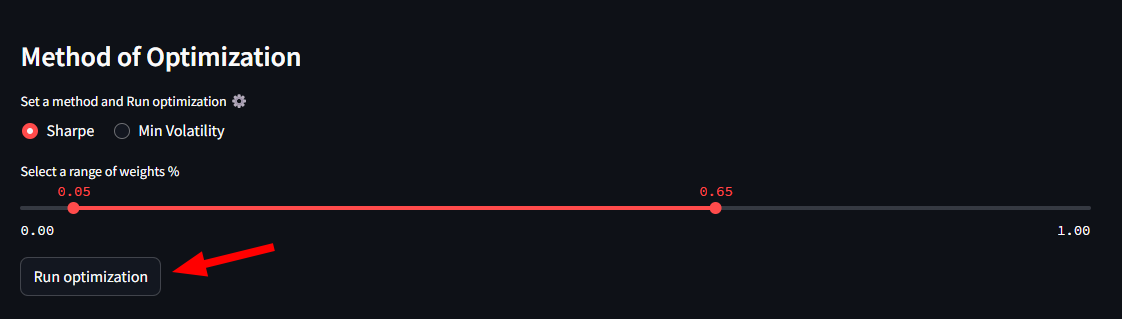 Method of Optimization
Set a method and Run optimization
Sharpe Min Volatility
Select a range of weights %
0.05 0.65
0.00 1.00
Run optimization